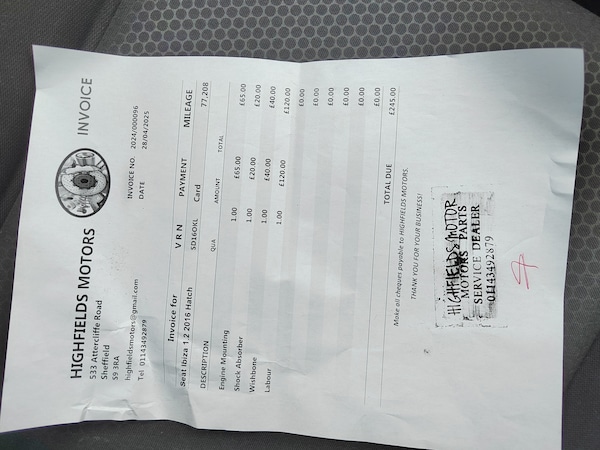 HIGHFIELDS MOTORS
INVOICE
533 Attercliffe Road
Sheffield
S9 3RA
INVOICE NO. 2024/000096
DATE 28/04/2025
highfieldsmotors@gmail.com
Tel 01143492879
Invoice for VRN PAYMENT MILEAGE
Seat Ibiza 1.2 2016 Hatch SD16OKL Card 77,208
DESCRIPTION QUA AMOUNT TOTAL
Engine Mounting 1.00 £65.00 £65.00
Shock Absorber 1.00 £20.00 £20.00
Wishbone 1.00 £40.00 £40.00
Labour 1.00 £120.00 £120.00
£0.00
£0.00
£0.00
£0.00
£0.00
£0.00
TOTAL DUE £245.00
Make all cheques payable to HIGHFIELDS MOTORS.
THANK YOU FOR YOUR BUSINESS!
HIGHFIELDS MOTOR
MOTORS PARTS
SERVICE DEALER
01143492879